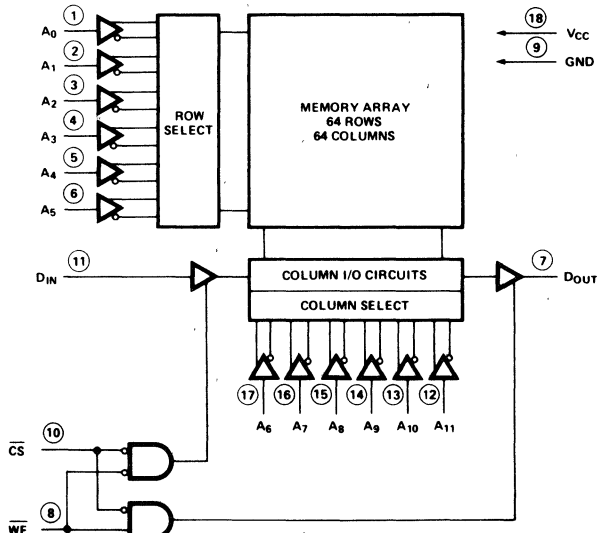 1
A0
2
A1
3
A2
4
A3
5
A4
6
A5
ROW
SELECT
MEMORY ARRAY
64 ROWS
64 COLUMNS
18
VCC
9
GND
11
DIN
COLUMN I/O CIRCUITS
COLUMN SELECT
7
DOUT
17
16
15
14
13
12
A6
A7
A8
A9
A10
A11
10
CS
8
WE